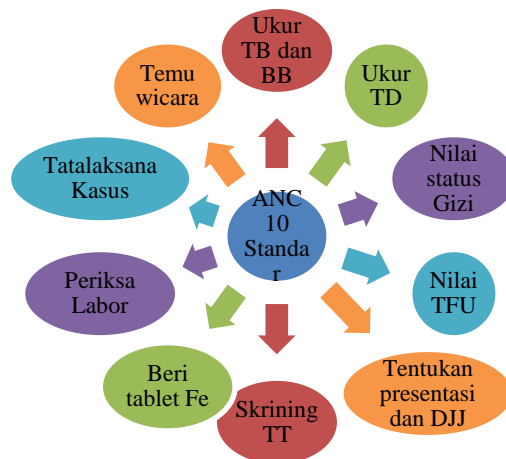 Ukur
TB dan
BB
Ukur
TD
Nilai
status
Gizi
Nilai
TFU
Tentukan
presentasi
dan DJJ
Skrining
TT
Beri
tablet Fe
Periksa
Labor
Tatalaksana
Kasus
Temu
wicara
ANC
10
Standa
r